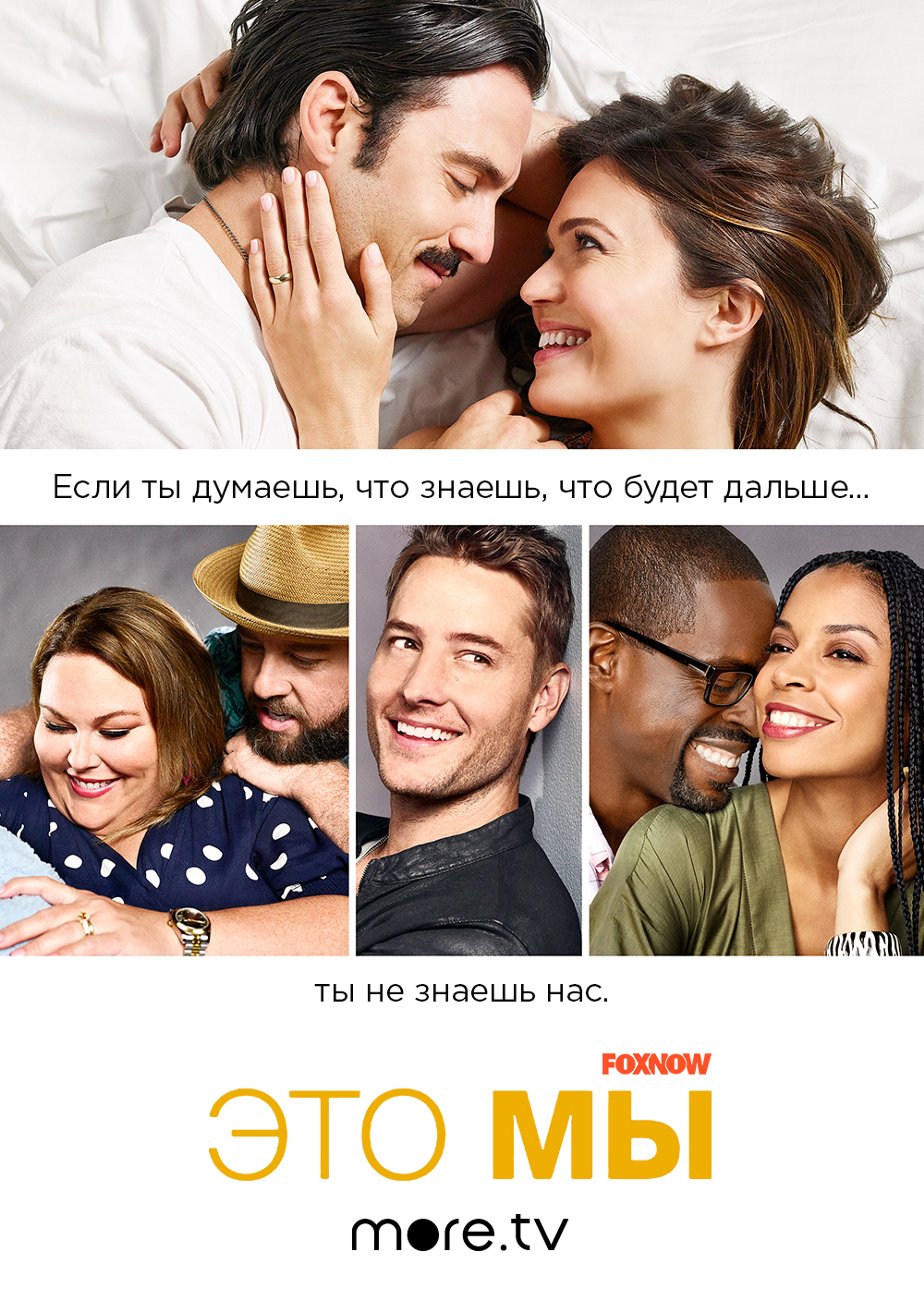 Если ты думаешь, что знаешь, что будет дальше...
ты не знаешь нас.
FOXNOW
ЭТО МЫ
more.tv